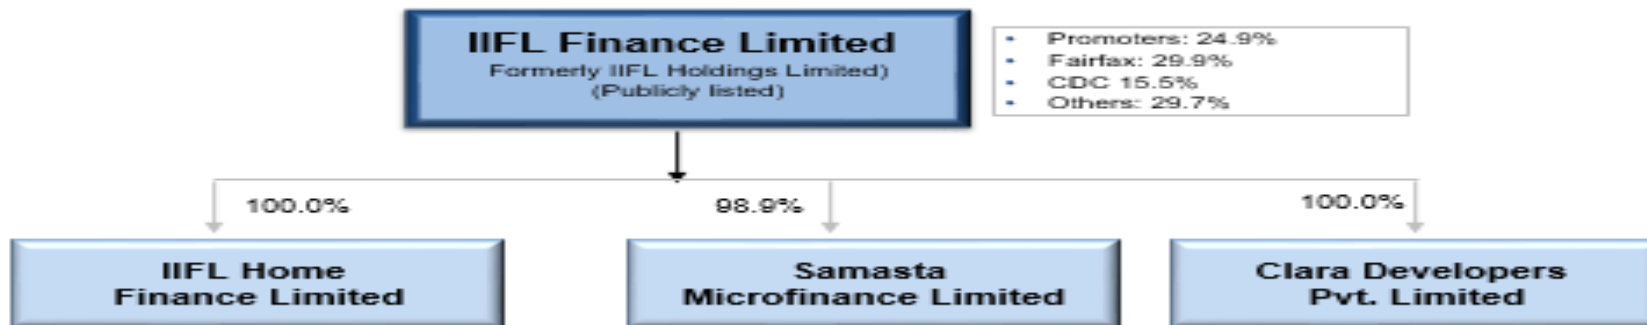 IIFL Finance Limited
Formerly IIFL Holdings Limited)
(Publicly listed)
• Promoters: 24.9%
• Fairfax: 29.9%
• CDC 15.5%
• Others: 29.7%
100.0%
98.9%
100.0%
IIFL Home
Finance Limited
Samasta
Microfinance Limited
Clara Developers
Pvt. Limited